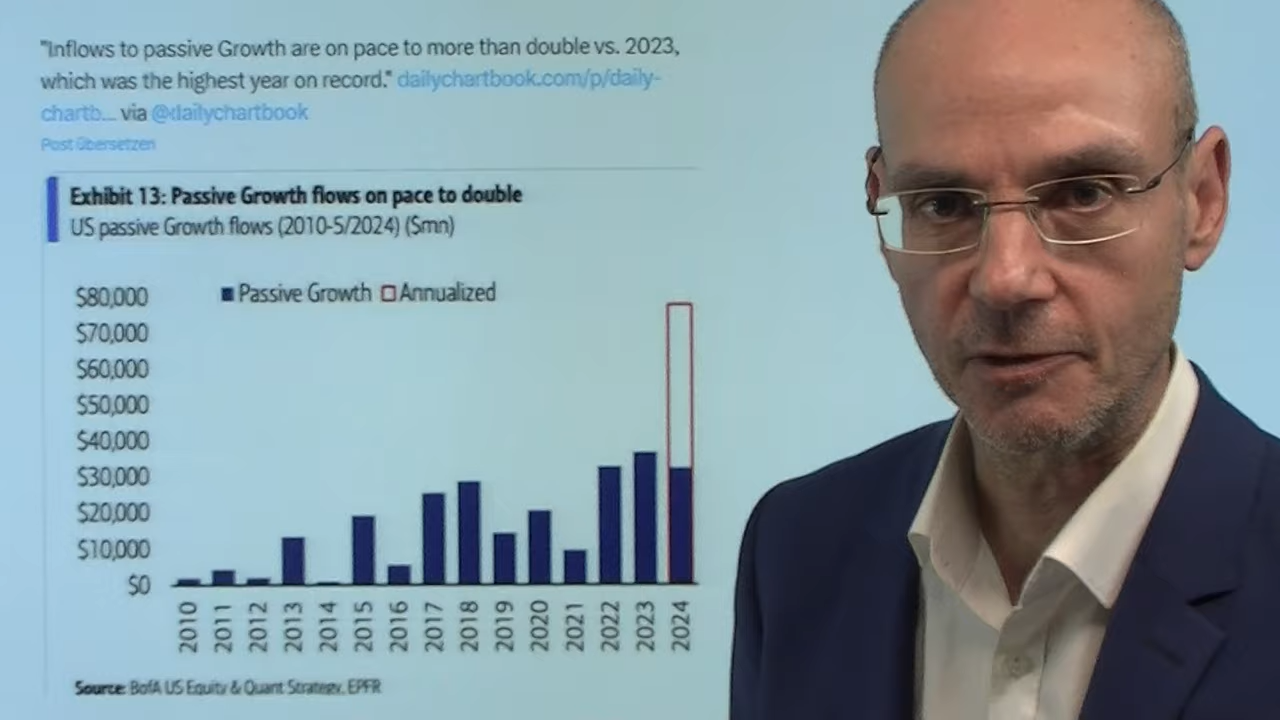 "Inflows to passive Growth are on pace to more than double vs. 2023,
which was the highest year on record." dailychartbook.com/p/daily-
chartb... via @dailychartbook
Post übersetzen
Exhibit 13: Passive Growth flows on pace to double
US passive Growth flows (2010-5/2024) ($mn)
Passive Growth Annualized
$80,000
$70,000
$60,000
$50,000
$40,000
$30,000
$20,000
$10,000
$0
2010 2011 2012 2013 2014 2015 2016 2017 2018 2019 2020 2021 2022 2023 2024
Source: BofA US Equity & Quant Strategy, EPFR